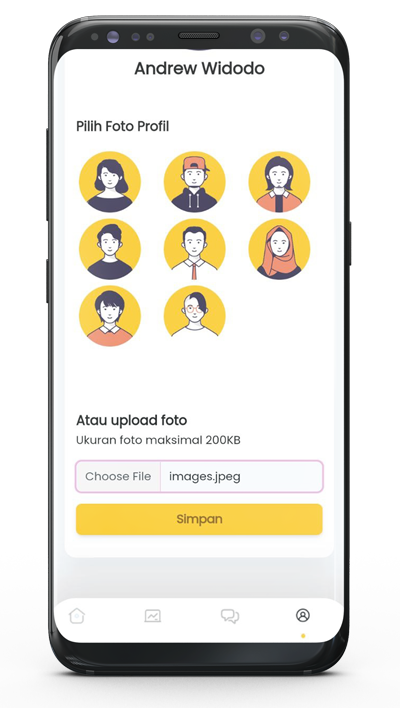 Andrew Widodo
Pilih Foto Profil
Atau upload foto
Ukuran foto maksimal 200KB
Choose File images.jpeg
Simpan